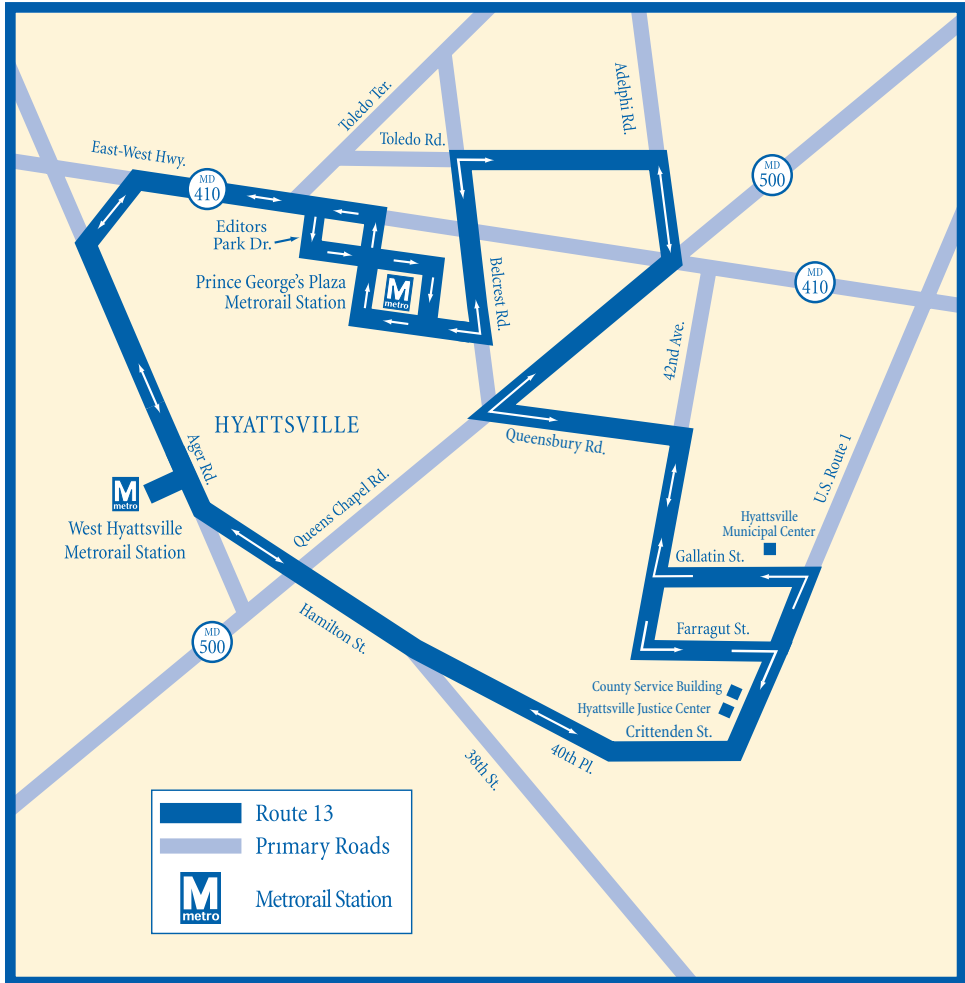 Toledo Ter.
Adelphi Rd.
Toledo Rd.
East-West Hwy.
MD
500
MD
410
Editors
Park Dr.
Prince George's Plaza
Metrorail Station
M
metro
Belcrest Rd.
MD
410
42nd Ave.
HYATTSVILLE
Queensbury Rd.
Ager Rd.
U.S. Route 1
Queens Chapel Rd.
M
metro
West Hyattsville
Metrorail Station
Hyattsville
Municipal Center
Gallatin St.
Hamilton St.
Farragut St.
MD
500
County Service Building
Hyattsville Justice Center
Crittenden St.
40th Pl.
38th St.
Route 13
Primary Roads
M
metro
Metrorail Station